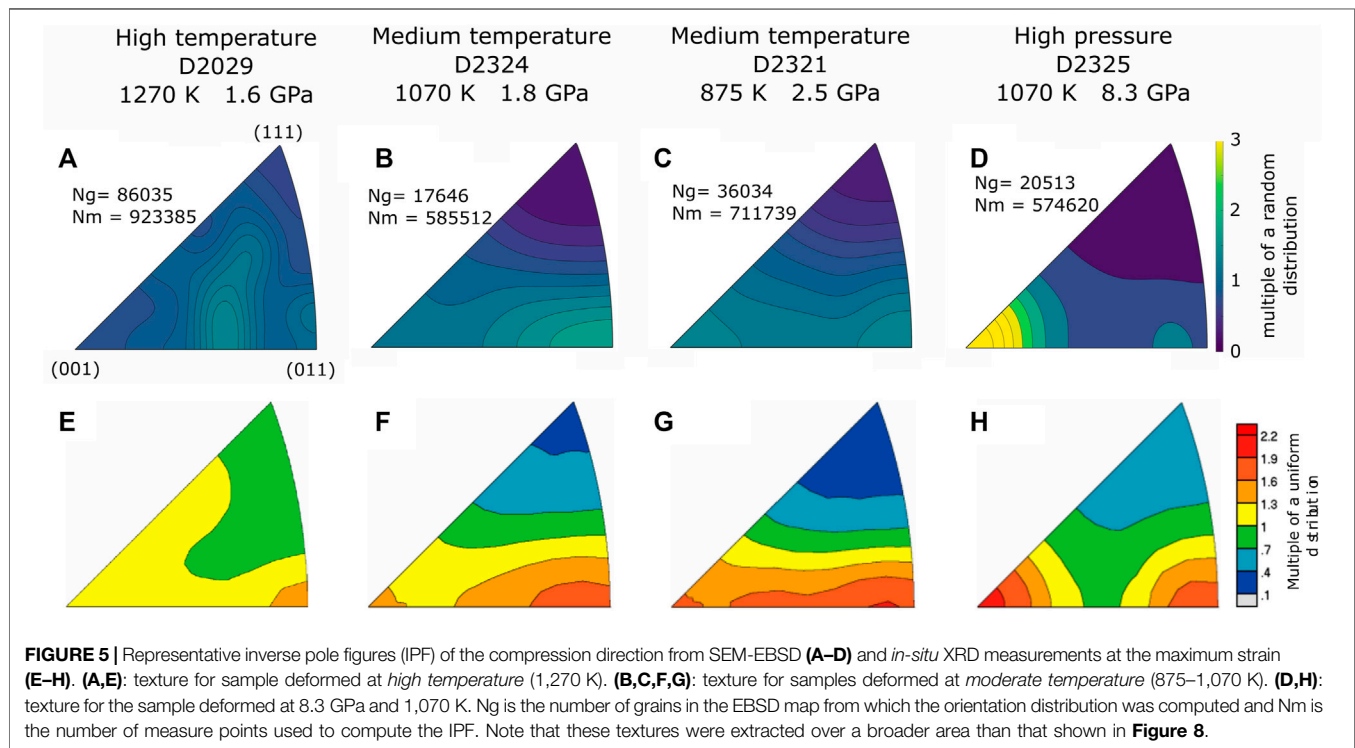 High temperature
D2029
1270 K 1.6 GPa
Medium temperature
D2324
1070 K 1.8 GPa
Medium temperature
D2321
875 K 2.5 GPa
High pressure
D2325
1070 K 8.3 GPa
A
(111)
Ng= 86035
Nm = 923385
(001)
(011)
B
Ng= 17646
Nm= 585512
C
Ng= 36034
Nm = 711739
D
Ng= 20513
Nm = 574620
3
2
1
0
multiple of a random
distribution
E
F
G
H
2.2
1.9
1.6
1.3
1
.7
.4
.1
Multiple of a uniform
distribution
FIGURE 5 | Representative inverse pole figures (IPF) of the compression direction from SEM-EBSD (A–D) and in-situ XRD measurements at the maximum strain
(E–H). (A,E): texture for sample deformed at high temperature (1,270 K). (B,C,F,G): texture for samples deformed at moderate temperature (875–1,070 K). (D,H):
texture for the sample deformed at 8.3 GPa and 1,070 K. Ng is the number of grains in the EBSD map from which the orientation distribution was computed and Nm is
the number of measure points used to compute the IPF. Note that these textures were extracted over a broader area than that shown in Figure 8.